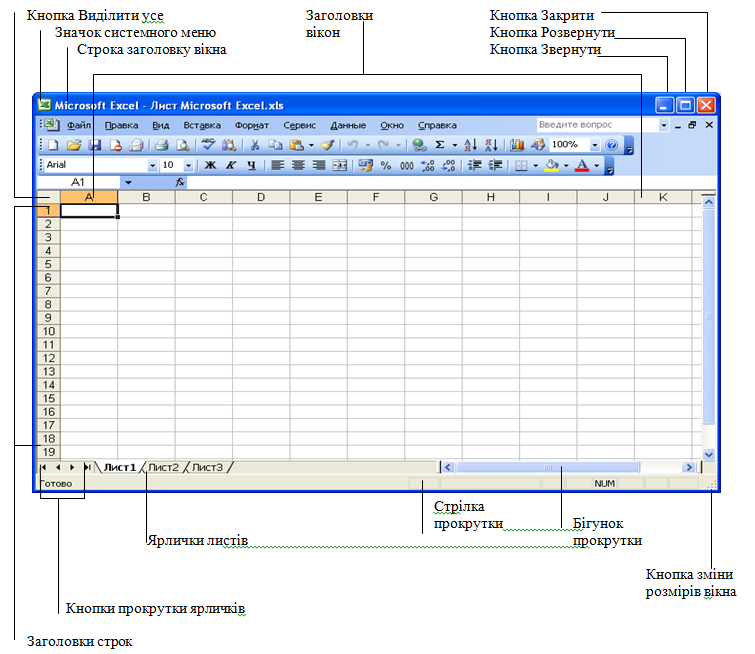 Кнопка Виділити усе
Значок системного меню
Строка заголовку вікна
Заголовки
вікон
Кнопка Закрити
Кнопка Розвернути
Кнопка Звернути
Microsoft Excel - Лист Microsoft Excel.xls
Файл Правка Вид Вставка Формат Сервис Данные Окно Справка Введите вопрос
Σ 100%
Arial 10 Ж К Ч % 000
A1 fx
A B C D E F G H I J K
1
2
3
4
5
6
7
8
9
10
11
12
13
14
15
16
17
18
19
Лист1 Лист2 Лист3
Готово NUM
Стрілка
прокрутки
Бігунок
прокрутки
Ярлички листів
Кнопка зміни
розмірів вікна
Кнопки прокрутки ярличків
Заголовки строк